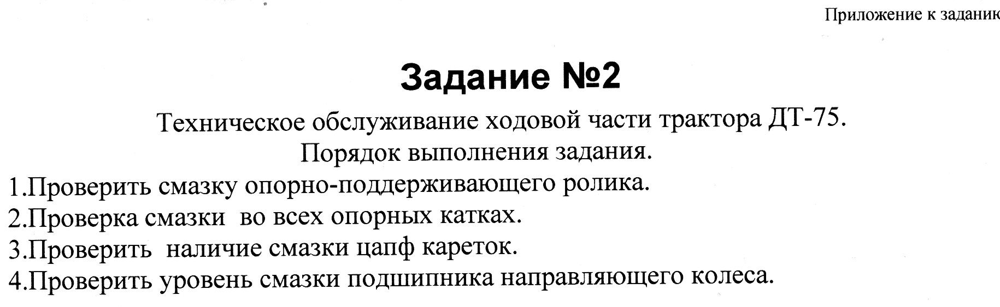 Приложение к заданию
Задание №2
Техническое обслуживание ходовой части трактора ДТ-75.
Порядок выполнения задания.
1.Проверить смазку опорно-поддерживающего ролика.
2.Проверка смазки  во всех опорных катках.
3.Проверить  наличие смазки цапф кареток.
4.Проверить уровень смазки подшипника направляющего колеса.